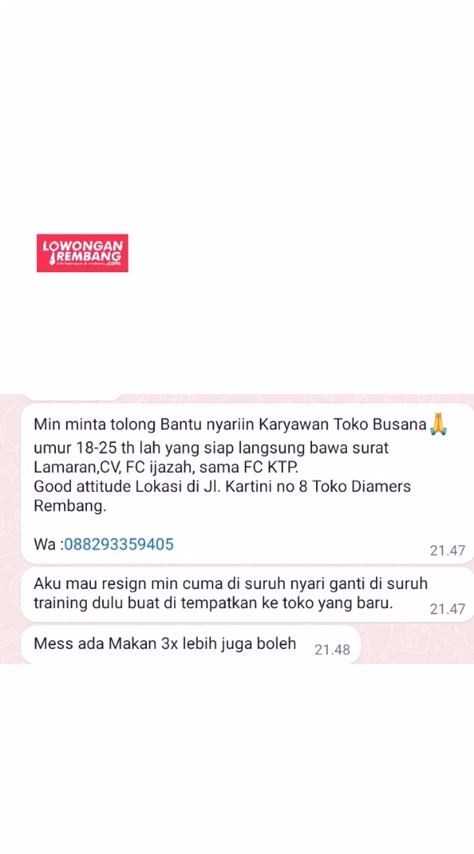 LOWONGAN
REMBANG
.com
Min minta tolong Bantu nyariin Karyawan Toko Busana🙏
umur 18-25 th lah yang siap langsung bawa surat
Lamaran,CV, FC ijazah, sama FC KTP.
Good attitude Lokasi di Jl. Kartini no 8 Toko Diamers
Rembang.
Wa :088293359405
21.47
Aku mau resign min cuma di suruh nyari ganti di suruh
training dulu buat di tempatkan ke toko yang baru.
21.47
Mess ada Makan 3x lebih juga boleh
21.48